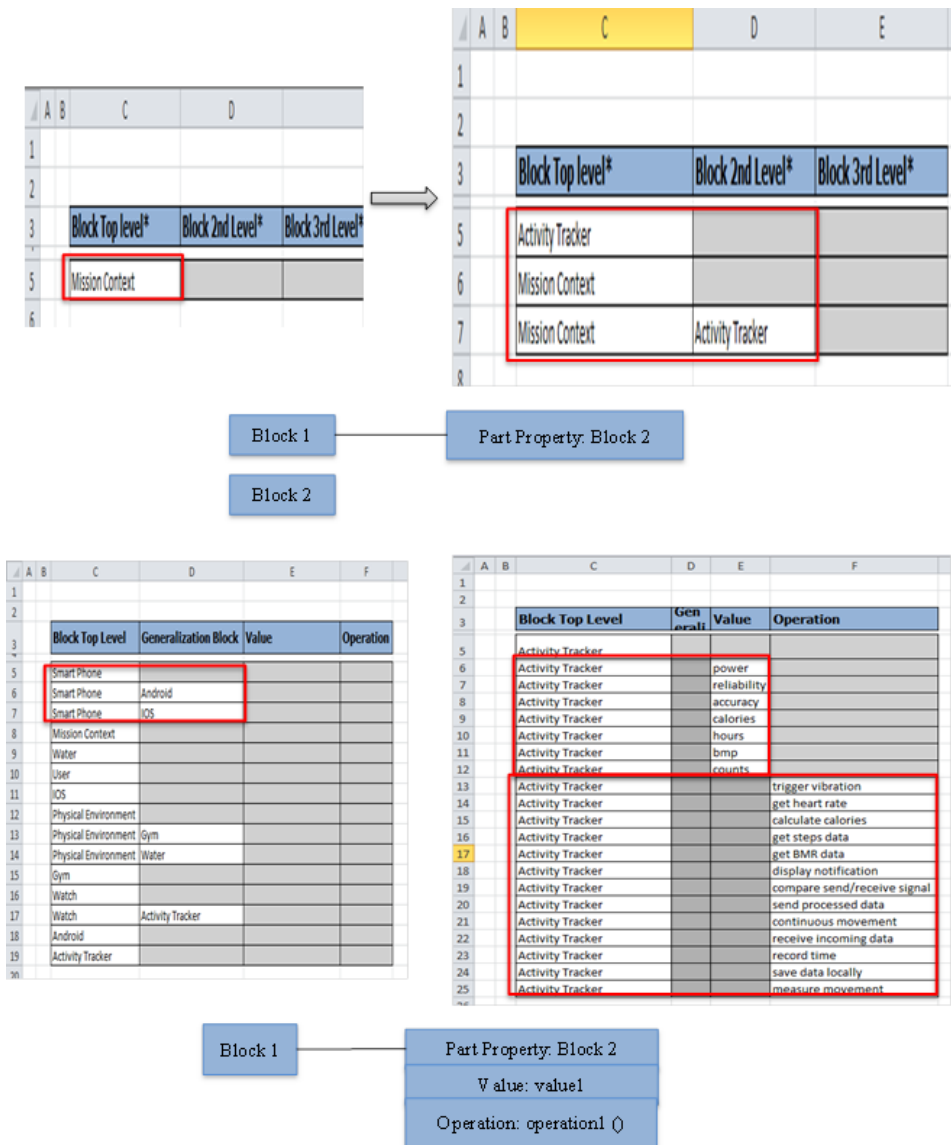 A B C D
1
2
3 Block Top level* Block 2nd Level* Block 3rd Level*
5 Mission Context
6
A B C D E
1
2
3 Block Top level* Block 2nd Level* Block 3rd Level*
5 Activity Tracker
6 Mission Context
7 Mission Context Activity Tracker
8
Block 1 Part Property: Block 2
Block 2
A B C D E F
1
2
3 Block Top Level Generalization Block Value Operation
5 Smart Phone
6 Smart Phone Android
7 Smart Phone IOS
8 Mission Context
9 Water
10 User
11 IOS
12 Physical Environment
13 Physical Environment Gym
14 Physical Environment Water
15 Gym
16 Watch
17 Watch Activity Tracker
18 Android
19 Activity Tracker
20
A B C D E F
1
2
3 Block Top Level Gen erali Value Operation
5 Activity Tracker
6 Activity Tracker power
7 Activity Tracker reliability
8 Activity Tracker accuracy
9 Activity Tracker calories
10 Activity Tracker hours
11 Activity Tracker bmp
12 Activity Tracker counts
13 Activity Tracker trigger vibration
14 Activity Tracker get heart rate
15 Activity Tracker calculate calories
16 Activity Tracker get steps data
17 Activity Tracker get BMR data
18 Activity Tracker display notification
19 Activity Tracker compare send/receive signal
20 Activity Tracker send processed data
21 Activity Tracker continuous movement
22 Activity Tracker receive incoming data
23 Activity Tracker record time
24 Activity Tracker save data locally
25 Activity Tracker measure movement
Block 1 Part Property: Block 2
Value: value1
Operation: operation1 ()